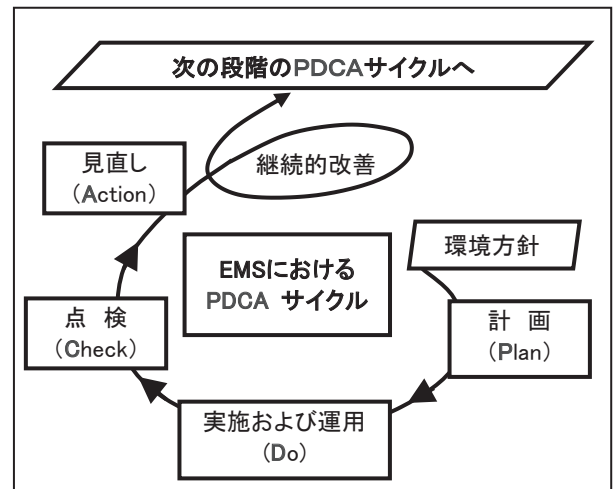 次の段階のPDCAサイクルへ
見直し
（Action）
継続的改善
環境方針
EMSにおける
PDCA サイクル
点　検
（Check）
計　画
（Plan）
実施および運用
（Do）